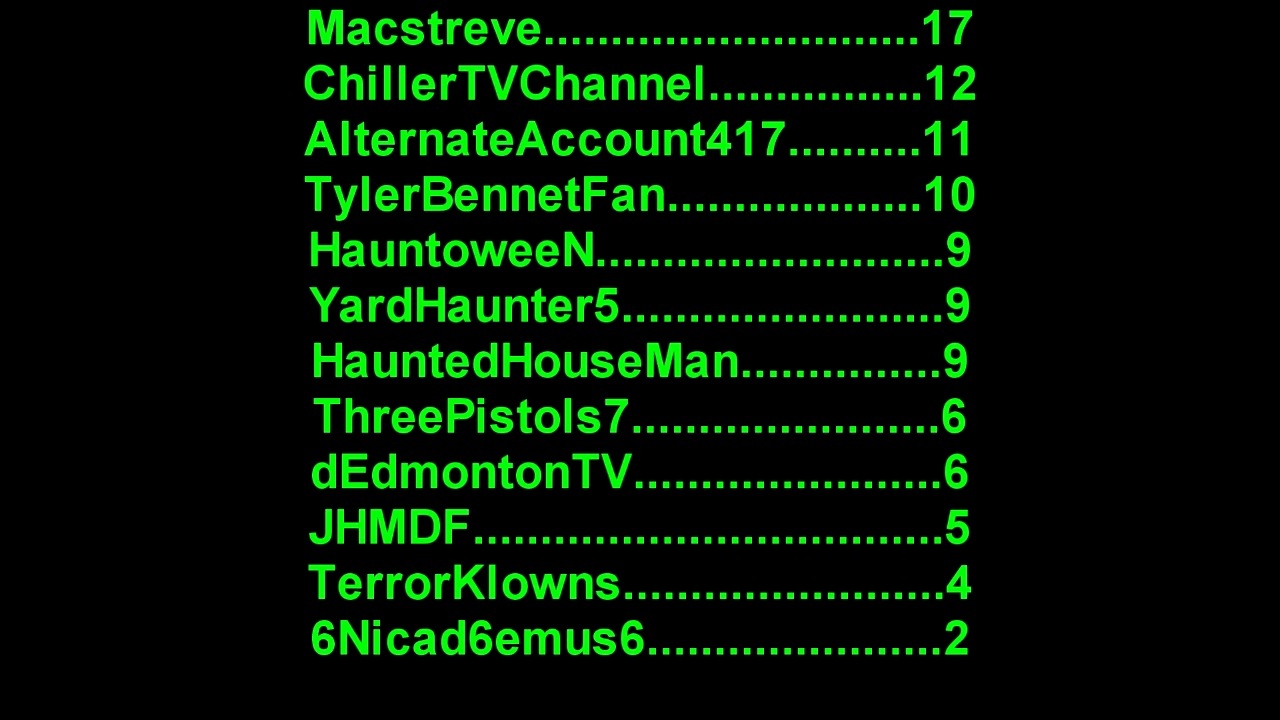 Macstreve............................17
ChillerTVChannel................12
AlternateAccount417..........11
TylerBennetFan...................10
HauntoweeN..........................9
YardHaunter5........................9
HauntedHouseMan...............9
ThreePistols7.......................6
dEdmontonTV.......................6
JHMDF...................................5
TerrorKlowns........................4
6Nicad6emus6......................2